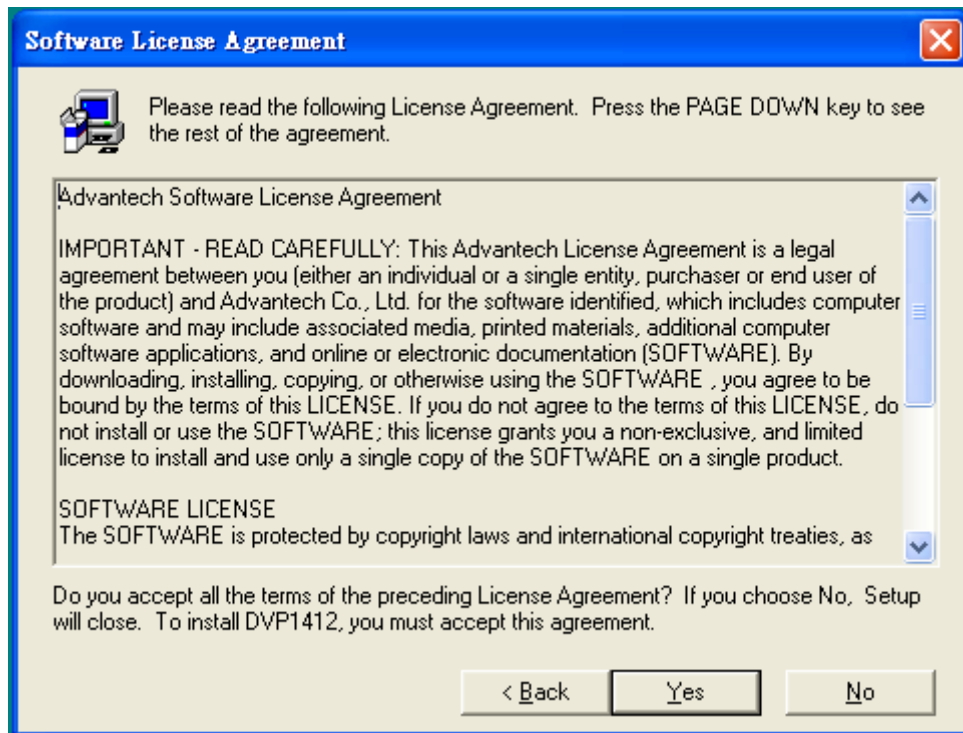 Software License Agreement
Please read the following License Agreement.  Press the PAGE DOWN key to see
the rest of the agreement.
Advantech Software License Agreement
IMPORTANT - READ CAREFULLY: This Advantech License Agreement is a legal
agreement between you (either an individual or a single entity, purchaser or end user of
the product) and Advantech Co., Ltd. for the software identified, which includes computer
software and may include associated media, printed materials, additional computer
software applications, and online or electronic documentation (SOFTWARE). By
downloading, installing, copying, or otherwise using the SOFTWARE , you agree to be
bound by the terms of this LICENSE. If you do not agree to the terms of this LICENSE, do
not install or use the SOFTWARE; this license grants you a non-exclusive, and limited
license to install and use only a single copy of the SOFTWARE on a single product.
SOFTWARE LICENSE
The SOFTWARE is protected by copyright laws and international copyright treaties, as
Do you accept all the terms of the preceding License Agreement?  If you choose No,  Setup
will close.  To install DVP1412, you must accept this agreement.
< Back
Yes
No